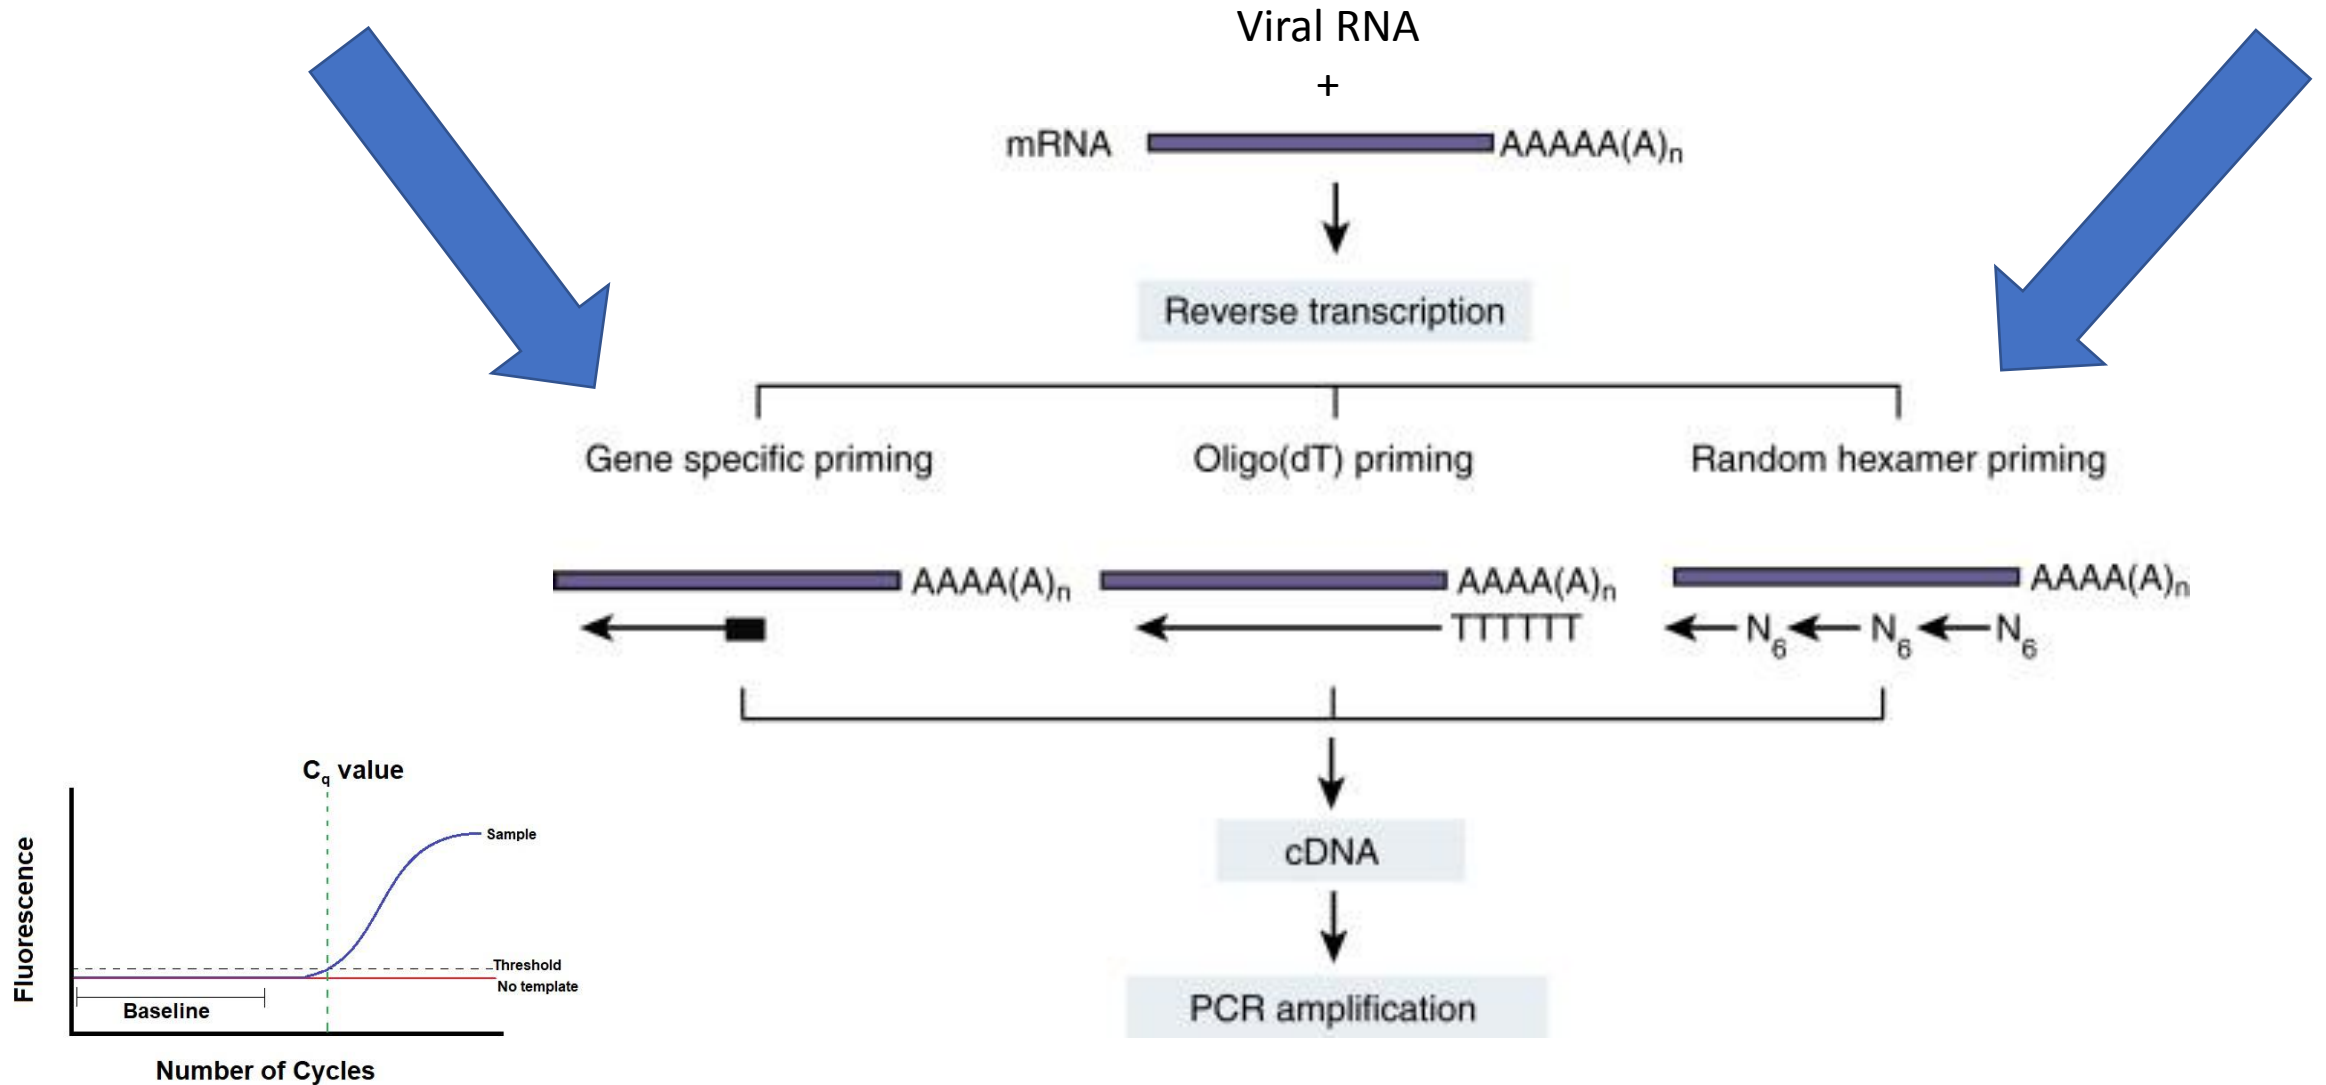 Viral RNA
+
mRNA AAAAA(A)n
Reverse transcription
Gene specific priming Oligo(dT) priming Random hexamer priming
AAAA(A)n AAAA(A)n AAAA(A)n
TTTTTT N6 N6 N6
cDNA
PCR amplification
Cq value
Sample
Threshold
No template
Baseline
Fluorescence
Number of Cycles